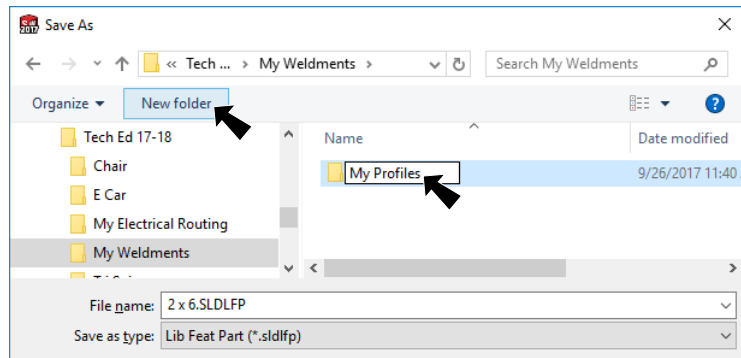 SW 2017 Save As
« Tech ... › My Weldments ›
Search My Weldments
Organize
New folder
?
Tech Ed 17-18
Chair
E Car
My Electrical Routing
My Weldments
Name
Date modified
My Profiles
9/26/2017 11:40
File name: 2 x 6.SLDLFP
Save as type: Lib Feat Part (*.sldlfp)